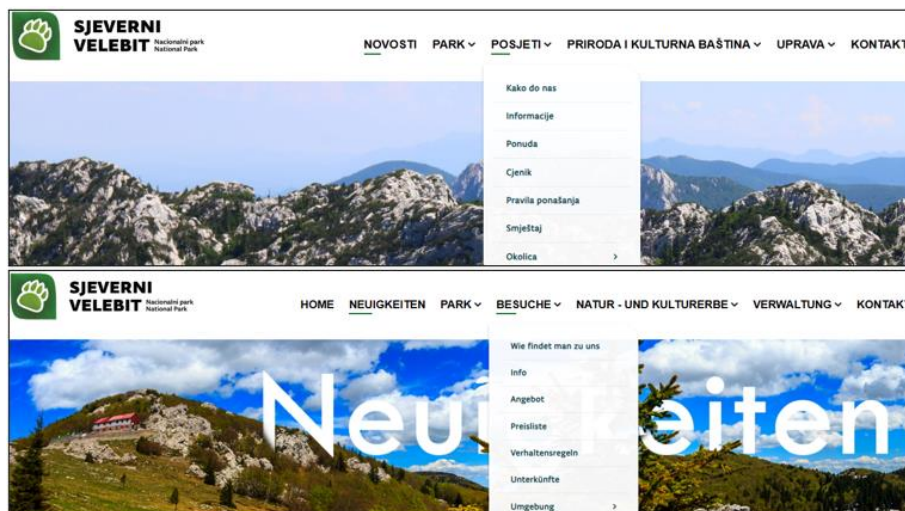 SJEVERNI
VELEBIT Nacionalni park
National Park
NOVOSTI PARK POSJETI PRIRODA I KULTURNA BAŠTINA UPRAVA KONTAKT
Kako do nas
Informacije
Ponuda
Cjenik
Pravila ponašanja
Smještaj
Okolica >
SJEVERNI
VELEBIT Nacionalni park
National Park
HOME NEUIGKEITEN PARK BESUCHE NATUR - UND KULTURERBE VERWALTUNG KONTAKT
Neuigkeiten
Wie findet man zu uns
Info
Angebot
Preisliste
Verhaltensregeln
Unterkünfte
Umgebung >